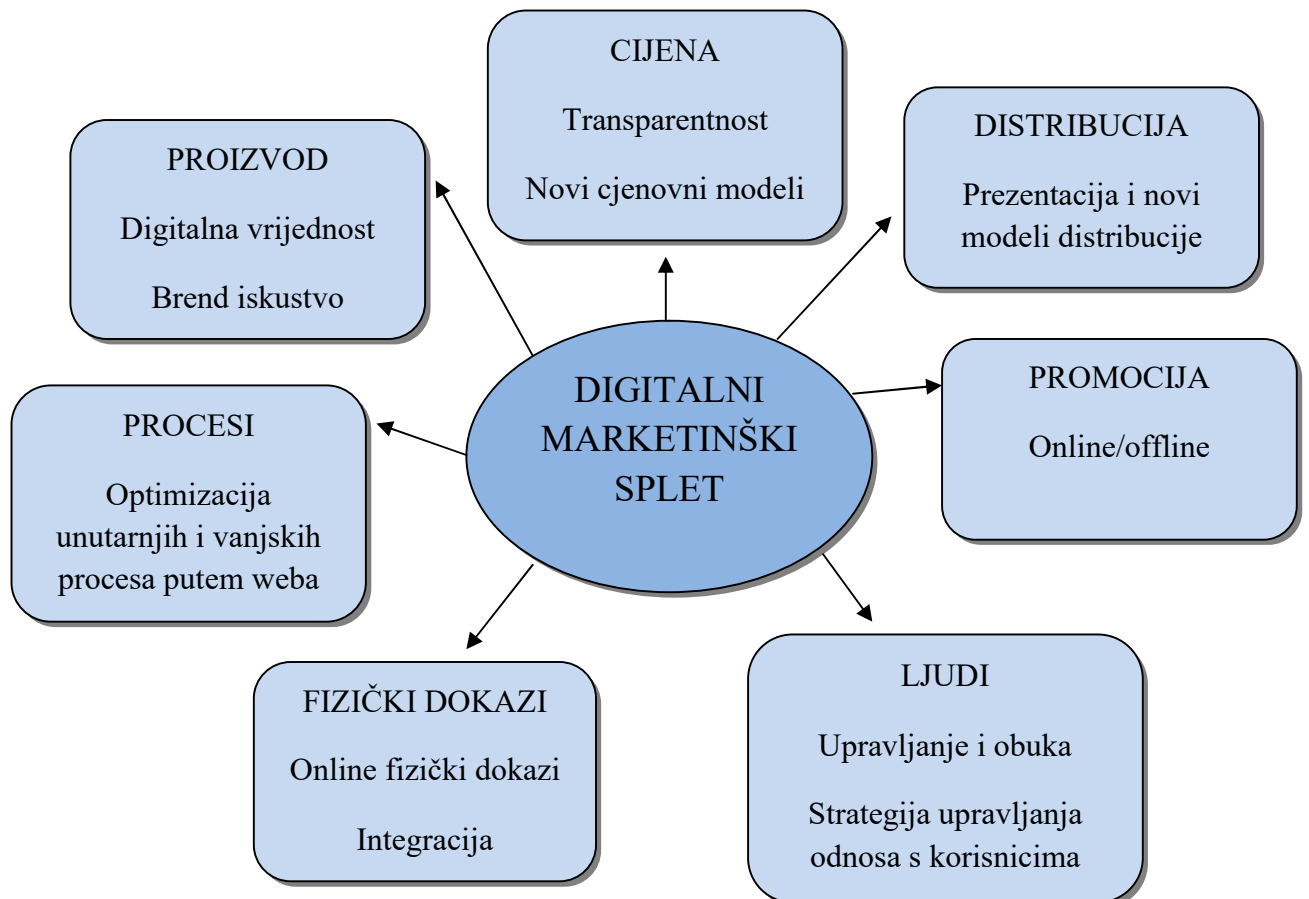 CIJENA
Transparentnost
Novi cjenovni modeli
DISTRIBUCIJA
Prezentacija i novi
modeli distribucije
PROIZVOD
Digitalna vrijednost
Brend iskustvo
DIGITALNI
MARKETINŠKI
SPLET
PROMOCIJA
Online/offline
PROCESI
Optimizacija
unutarnjih i vanjskih
procesa putem weba
FIZIČKI DOKAZI
Online fizički dokazi
Integracija
LJUDI
Upravljanje i obuka
Strategija upravljanja
odnosa s korisnicima